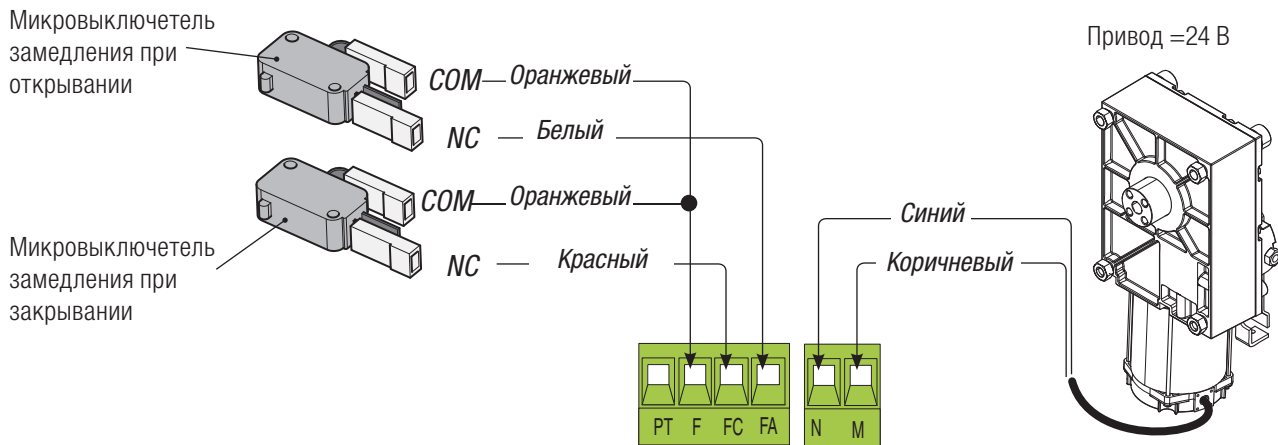 Микровыключетель
замедления при
открывании
Привод =24 В
COM Оранжевый
NC Белый
COM Оранжевый
NC Красный
Микровыключетель
замедления при
закрывании
Синий
Коричневый
PT F FC FA N M